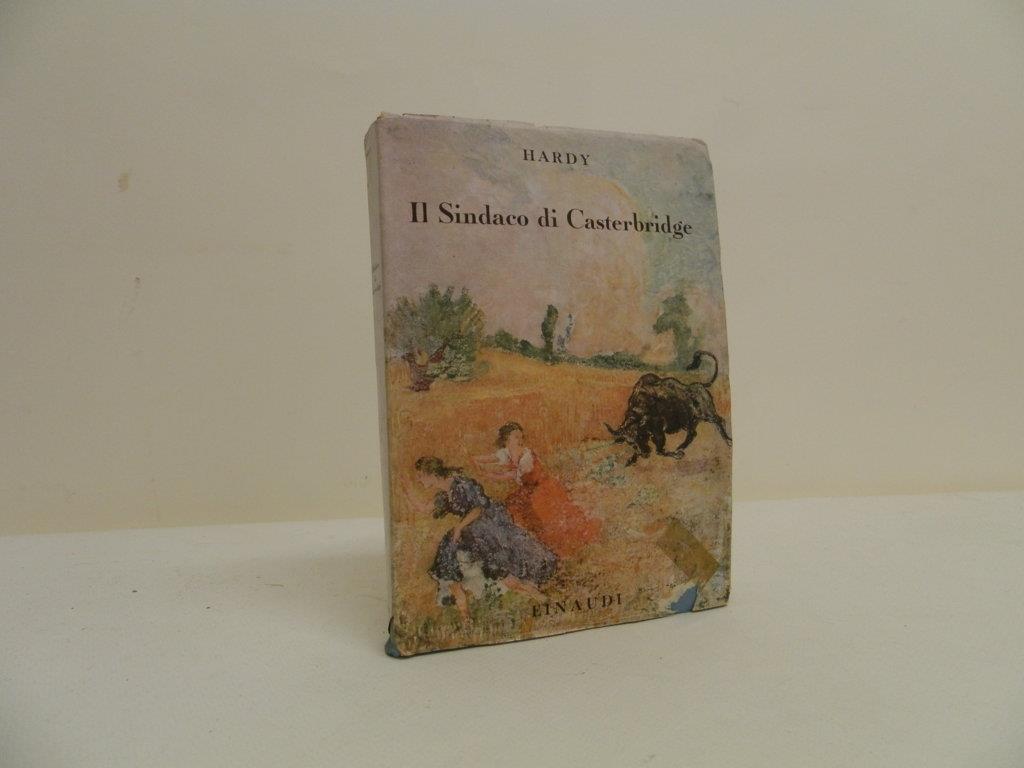 HARDY
Il Sindaco di Casterbridge
EINAUDI